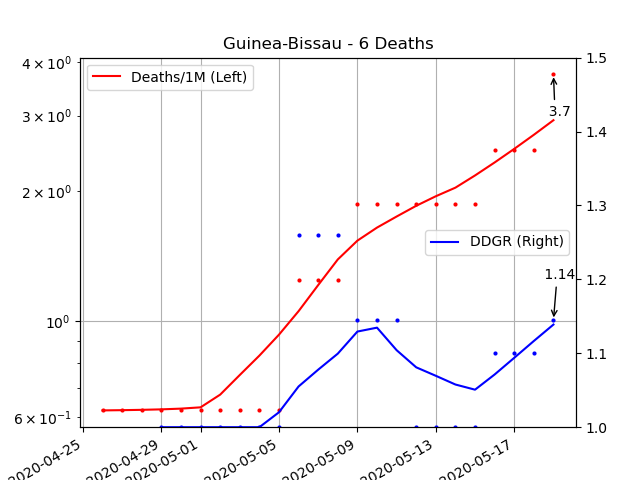 Guinea-Bissau - 6 Deaths
4 × 10⁰
3 × 10⁰
2 × 10⁰
10⁰
6 × 10⁻¹
Deaths/1M (Left)
3.7
DDGR (Right)
1.14
1.5
1.4
1.3
1.2
1.1
1.0
2020-04-25
2020-04-29
2020-05-01
2020-05-05
2020-05-09
2020-05-13
2020-05-17